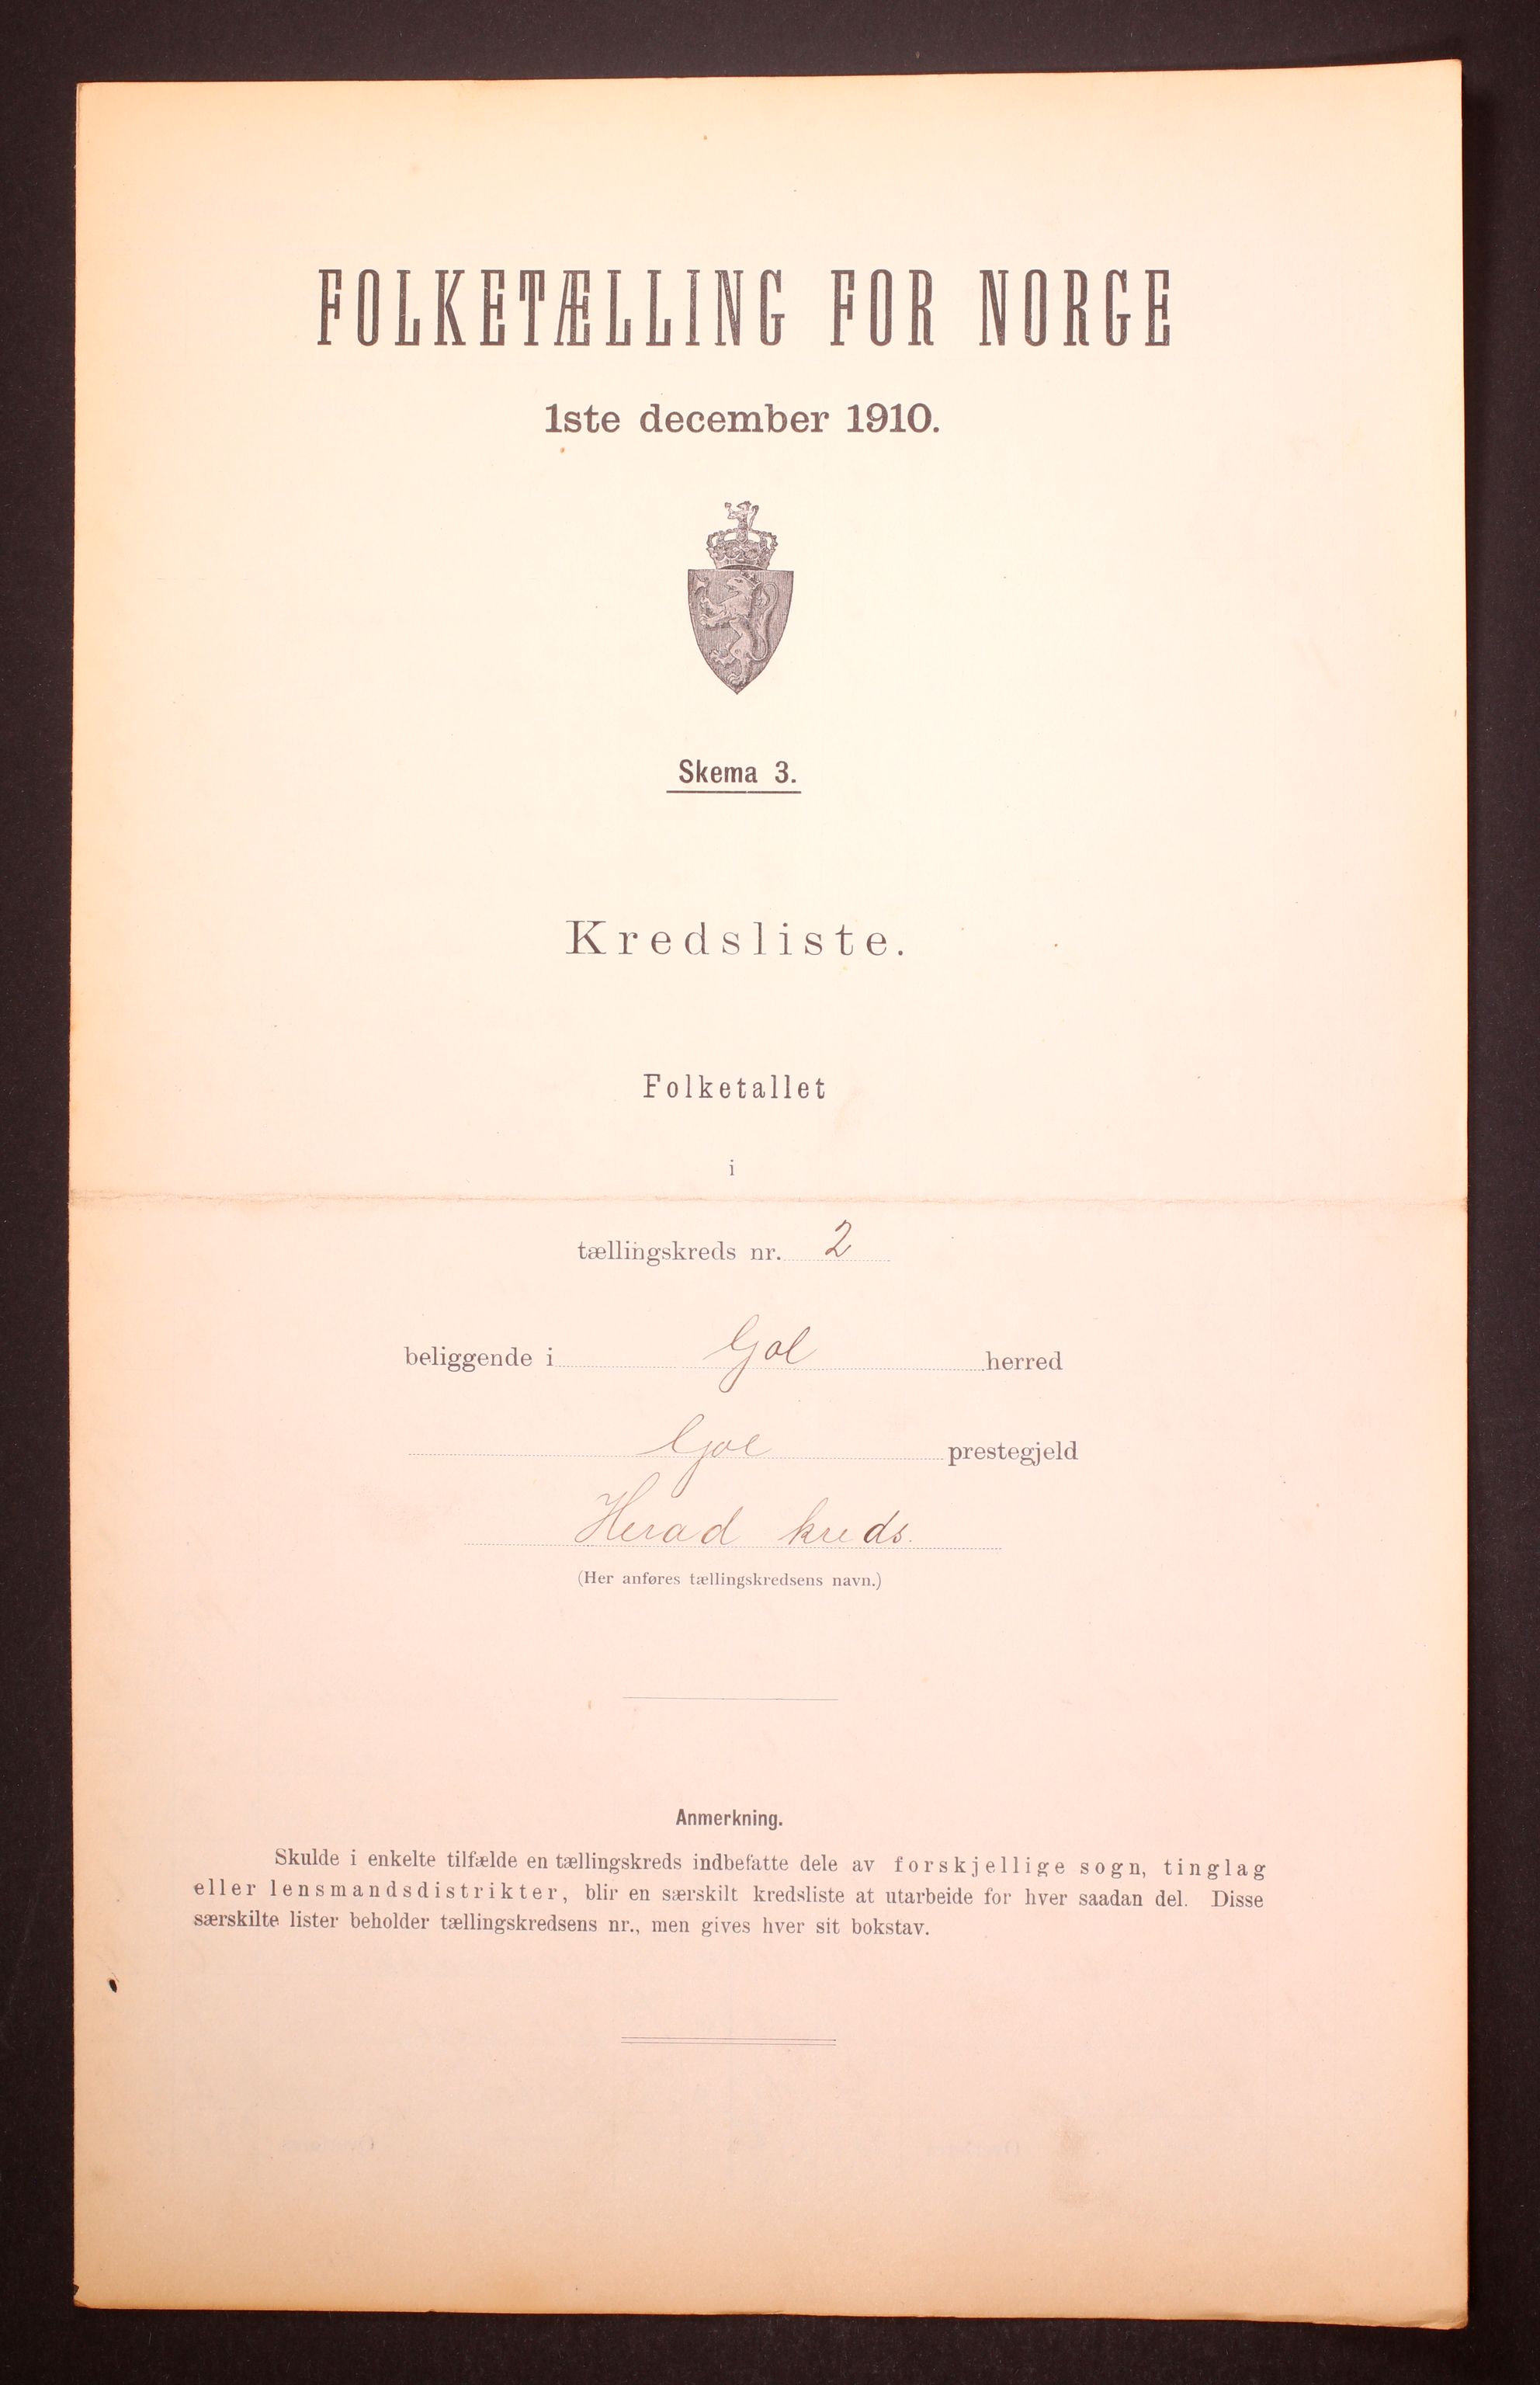 FOLKETÆLLING FOR NORGE
1ste december 1910.
Skema 3.
Kredsliste.
Folketallet
i
tællingskreds nr. 2
beliggende i Gol herred
Gol prestegjeld
Herad kreds.
(Her anføres tællingskredsens navn.)
Anmerkning.
Skulde i enkelte tilfælde en tællingskreds indbefatte dele av forskjellige sogn, tinglag
eller lensmandsdistrikter, blir en særskilt kredsliste at utarbeide for hver saadan del. Disse
særskilte lister beholder tællingskredsens nr., men gives hver sit bokstav.